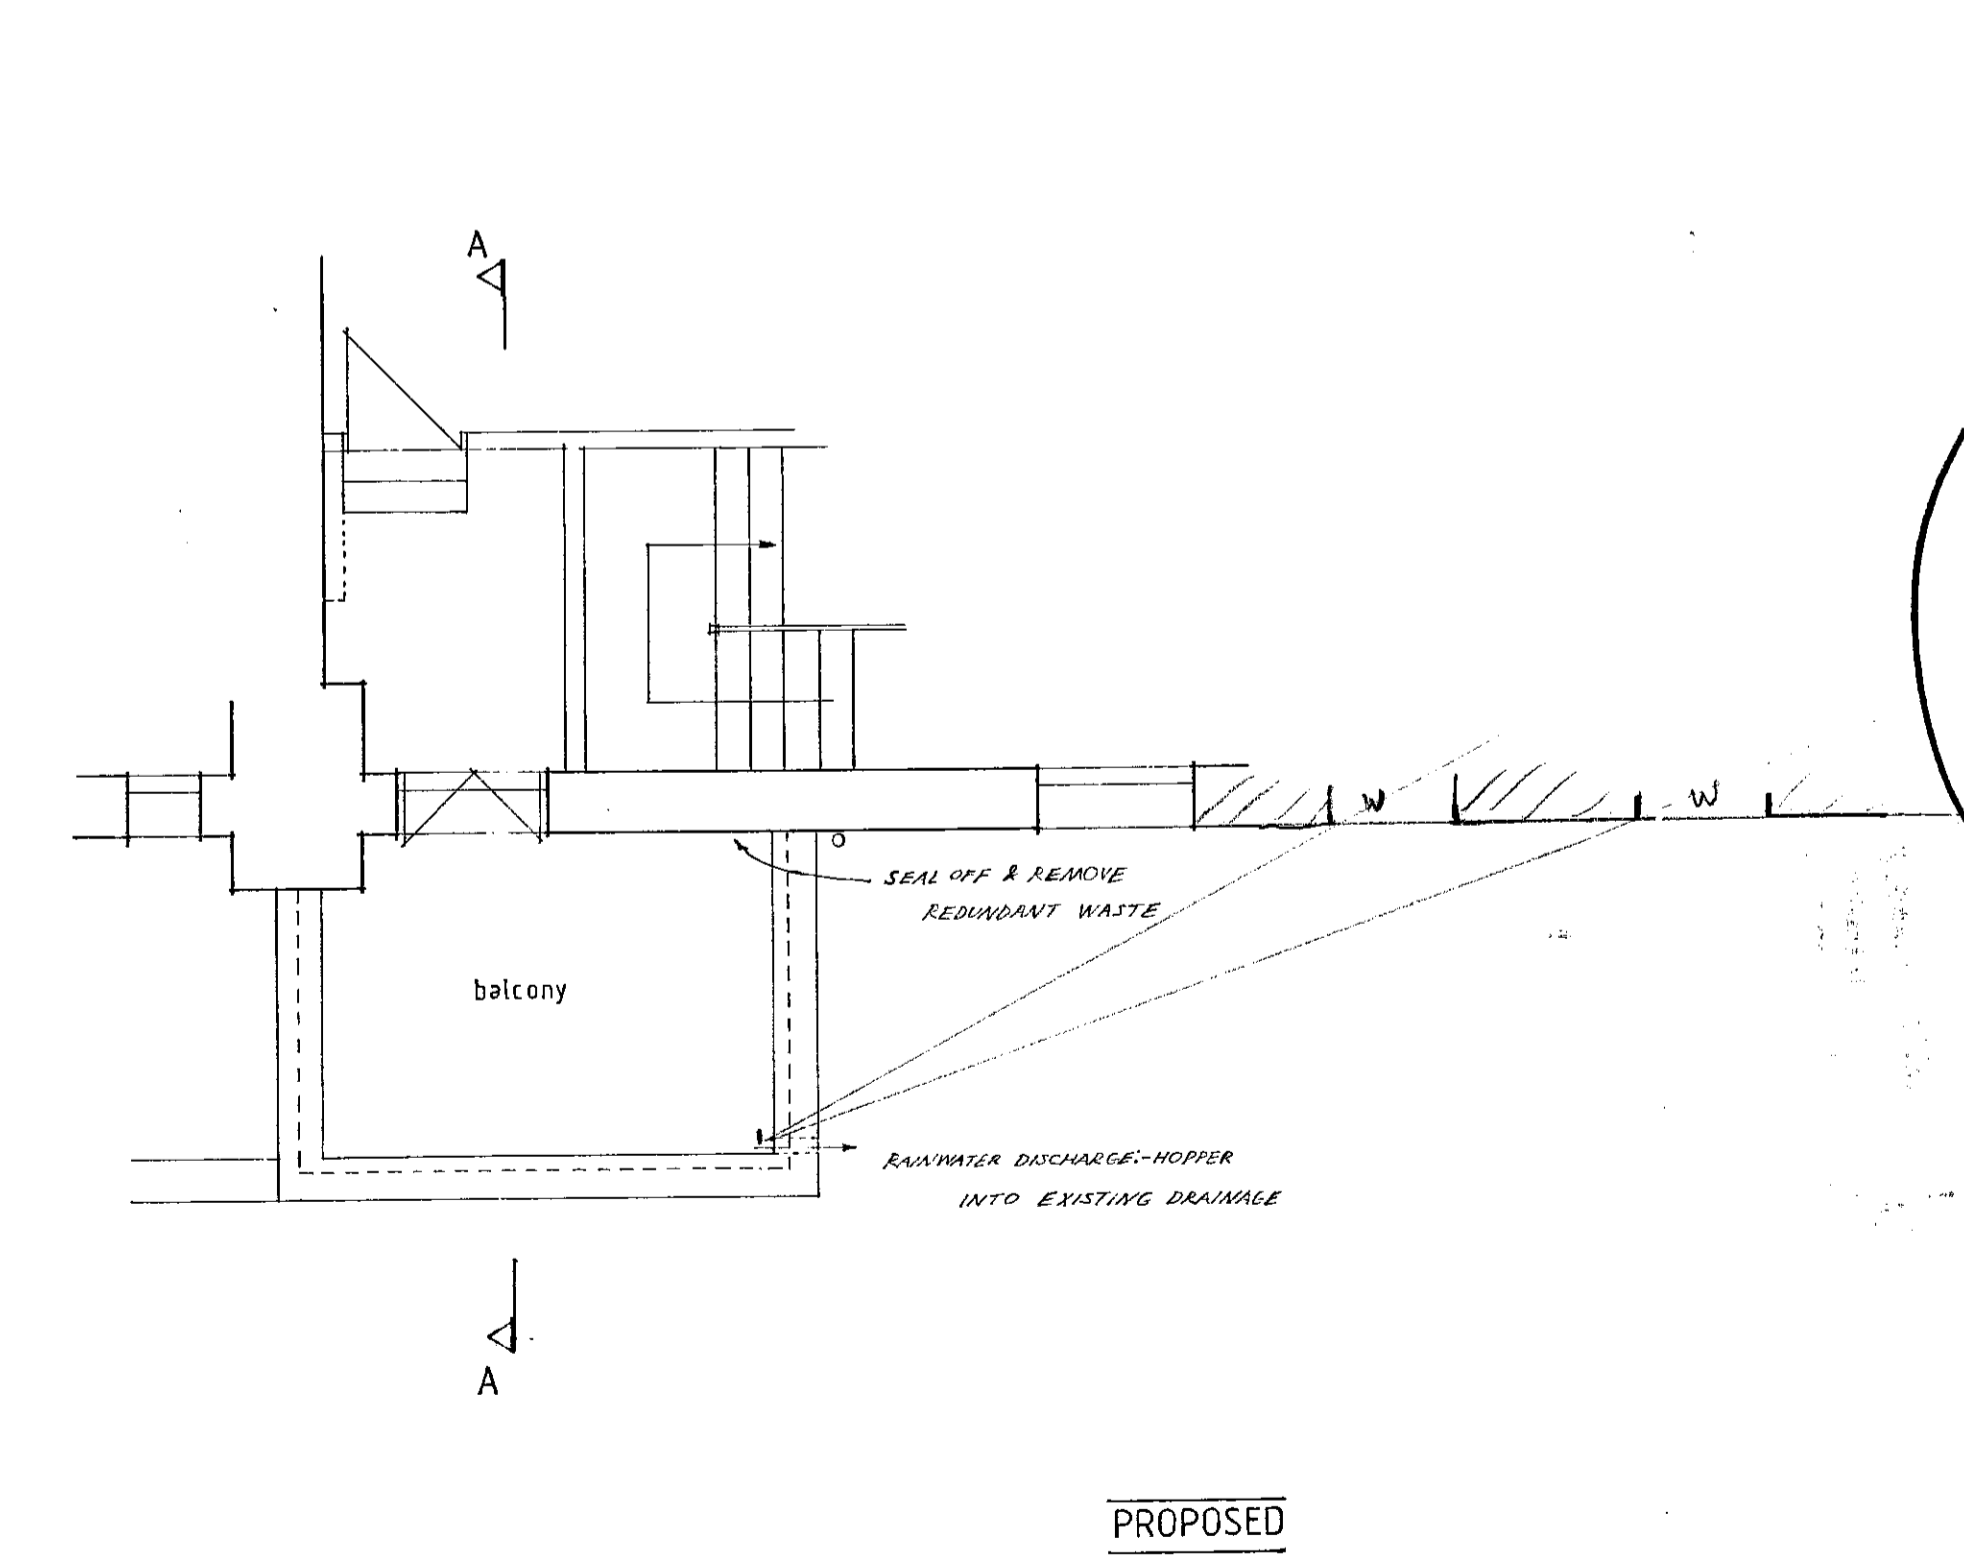 A
W
W
SEAL OFF & REMOVE
REDUNDANT WASTE
balcony
RAINWATER DISCHARGE:-HOPPER
INTO EXISTING DRAINAGE
A
PROPOSED